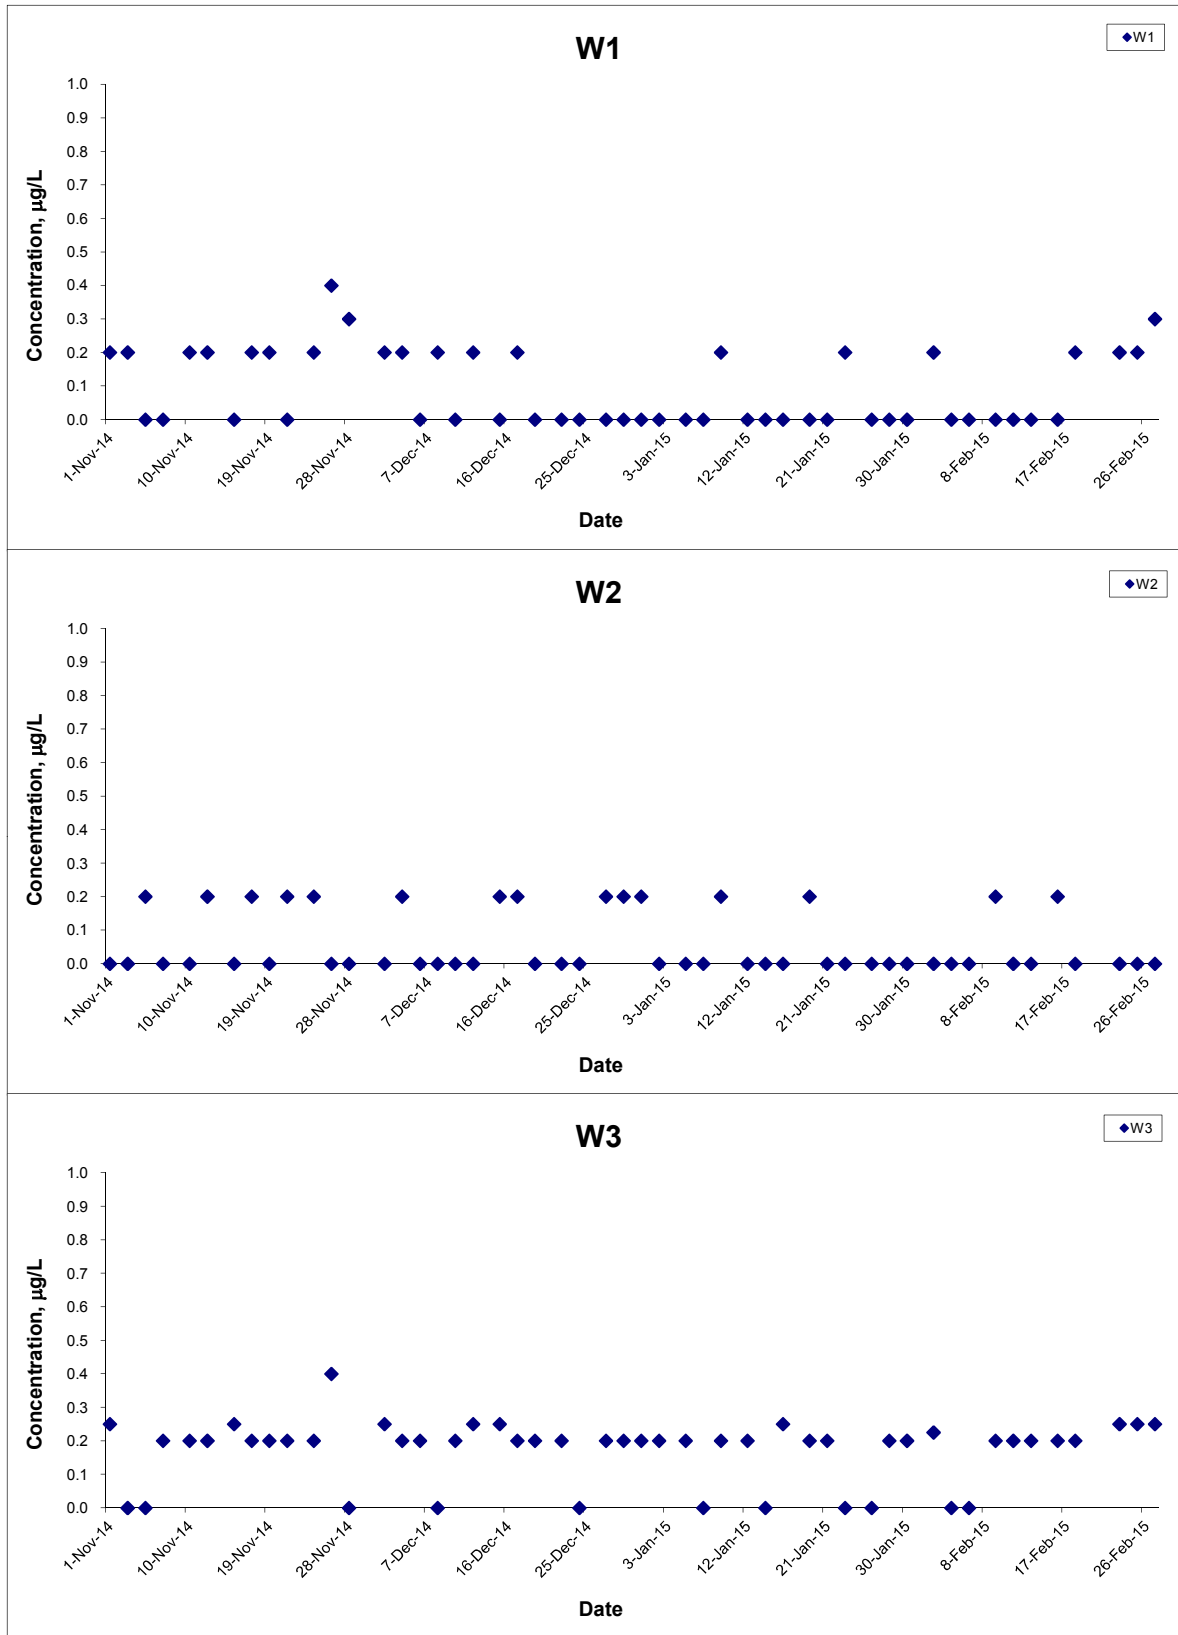 W1
W1
1.0
0.9
0.8
0.7
0.6
0.5
0.4
0.3
0.2
0.1
0.0
Concentration, µg/L
1-Nov-14
10-Nov-14
19-Nov-14
28-Nov-14
7-Dec-14
16-Dec-14
25-Dec-14
3-Jan-15
12-Jan-15
21-Jan-15
30-Jan-15
8-Feb-15
17-Feb-15
26-Feb-15
Date
W2
W2
1.0
0.9
0.8
0.7
0.6
0.5
0.4
0.3
0.2
0.1
0.0
Concentration, µg/L
1-Nov-14
10-Nov-14
19-Nov-14
28-Nov-14
7-Dec-14
16-Dec-14
25-Dec-14
3-Jan-15
12-Jan-15
21-Jan-15
30-Jan-15
8-Feb-15
17-Feb-15
26-Feb-15
Date
W3
W3
1.0
0.9
0.8
0.7
0.6
0.5
0.4
0.3
0.2
0.1
0.0
Concentration, µg/L
1-Nov-14
10-Nov-14
19-Nov-14
28-Nov-14
7-Dec-14
16-Dec-14
25-Dec-14
3-Jan-15
12-Jan-15
21-Jan-15
30-Jan-15
8-Feb-15
17-Feb-15
26-Feb-15
Date